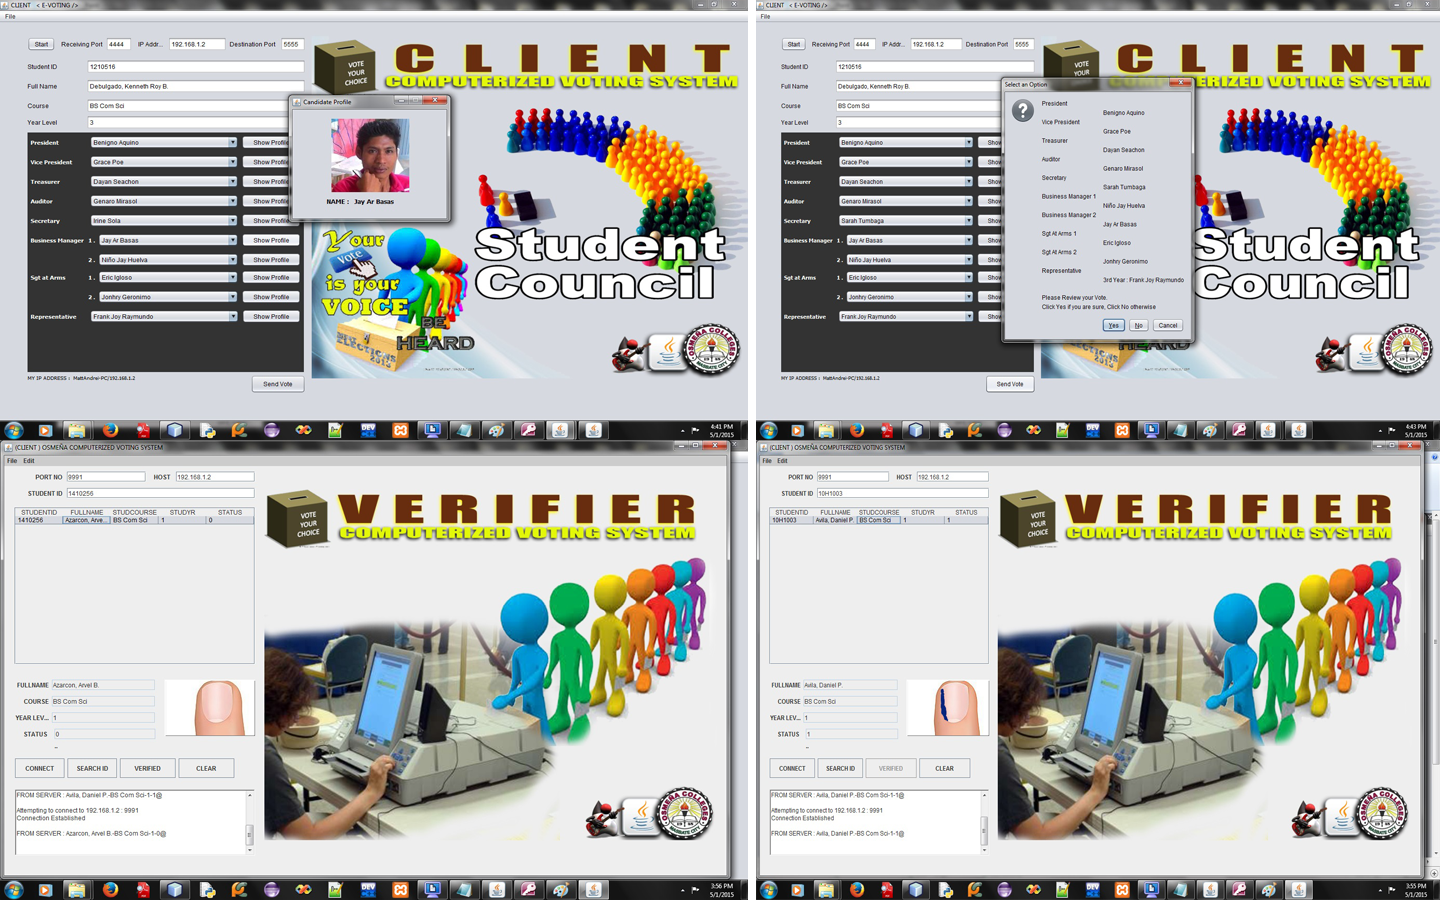 CLIENT < E-VOTING />
File
Start Receiving Port 4444 IP Addr... 192.168.1.2 Destination Port 5555
Student ID 1210516
Full Name Debulgado, Kenneth Roy B.
Course BS Com Sci
Year Level 3
President Benigno Aquino Show Profile
Vice President Grace Poe Show Profile
Treasurer Dayan Seachon Show Profile
Auditor Genaro Mirasol Show Profile
Secretary Irine Sola Show Profile
Business Manager 1 . Jay Ar Basas Show Profile
2 . Niño Jay Huelva Show Profile
Sgt at Arms 1 . Eric Igloso Show Profile
2 . Jonhry Geronimo Show Profile
Representative Frank Joy Raymundo Show Profile
MY IP ADDRESS : MattAndrei-PC/192.168.1.2
Send Vote
Candidate Profile
NAME : Jay Ar Basas
VOTE
YOUR
CHOICE
CLIENT
COMPUTERIZED VOTING SYSTEM
Student
Council
Your
Vote
is your
VOICE
BE
HEARD
ELECTIONS
2015
Java
OSMEÑA COLLEGES
MASBATE CITY
4:41 PM
5/1/2015
CLIENT < E-VOTING />
File
Start Receiving Port 4444 IP Addr... 192.168.1.2 Destination Port 5555
Student ID 1210516
Full Name Debulgado, Kenneth Roy B.
Course BS Com Sci
Year Level 3
President Benigno Aquino
Vice President Grace Poe
Treasurer Dayan Seachon
Auditor Genaro Mirasol
Secretary Sarah Tumbaga
Business Manager 1 . Jay Ar Basas
2 . Niño Jay Huelva
Sgt at Arms 1 . Eric Igloso
2 . Jonhry Geronimo
Representative Frank Joy Raymundo
MY IP ADDRESS : MattAndrei-PC/192.168.1.2
Send Vote
Select an Option
President
Benigno Aquino
Vice President
Grace Poe
Treasurer
Dayan Seachon
Auditor
Genaro Mirasol
Secretary
Sarah Tumbaga
Business Manager 1
Niño Jay Huelva
Business Manager 2
Jay Ar Basas
Sgt At Arms 1
Eric Igloso
Sgt At Arms 2
Jonhry Geronimo
Representative
3rd Year : Frank Joy Raymundo
Please Review your Vote.
Click Yes if you are sure, Click No otherwise
Yes No Cancel
VOTE
YOUR
CLIENT
COMPUTERIZED VOTING SYSTEM
Student
Council
HEARD
Java
OSMEÑA COLLEGES
MASBATE CITY
4:43 PM
5/1/2015
(CLIENT ) OSMEÑA COMPUTERIZED VOTING SYSTEM
File Edit
PORT NO 9991 HOST 192.168.1.2
STUDENT ID 1410256
STUDENTID FULLNAME STUDCOURSE STUDYR STATUS
1410256 Azarcon, Arve... BS Com Sci 1 0
FULLNAME Azarcon, Arvel B.
COURSE BS Com Sci
YEAR LEV... 1
STATUS 0
CONNECT SEARCH ID VERIFIED CLEAR
FROM SERVER : Avila, Daniel P.-BS Com Sci-1-1@
Attempting to connect to 192.168.1.2 : 9991
Connection Established
FROM SERVER : Azarcon, Arvel B.-BS Com Sci-1-0@
VOTE
YOUR
CHOICE
VERIFIER
COMPUTERIZED VOTING SYSTEM
Java
OSMEÑA COLLEGES
MASBATE CITY
3:56 PM
5/1/2015
(CLIENT ) OSMEÑA COMPUTERIZED VOTING SYSTEM
File Edit
PORT NO 9991 HOST 192.168.1.2
STUDENT ID 10H1003
STUDENTID FULLNAME STUDCOURSE STUDYR STATUS
10H1003 Avila, Daniel P. BS Com Sci 1 1
FULLNAME Avila, Daniel P.
COURSE BS Com Sci
YEAR LEV... 1
STATUS 1
CONNECT SEARCH ID VERIFIED CLEAR
FROM SERVER : Avila, Daniel P.-BS Com Sci-1-1@
Attempting to connect to 192.168.1.2 : 9991
Connection Established
FROM SERVER : Avila, Daniel P.-BS Com Sci-1-1@
VOTE
YOUR
CHOICE
VERIFIER
COMPUTERIZED VOTING SYSTEM
Java
OSMEÑA COLLEGES
MASBATE CITY
3:55 PM
5/1/2015